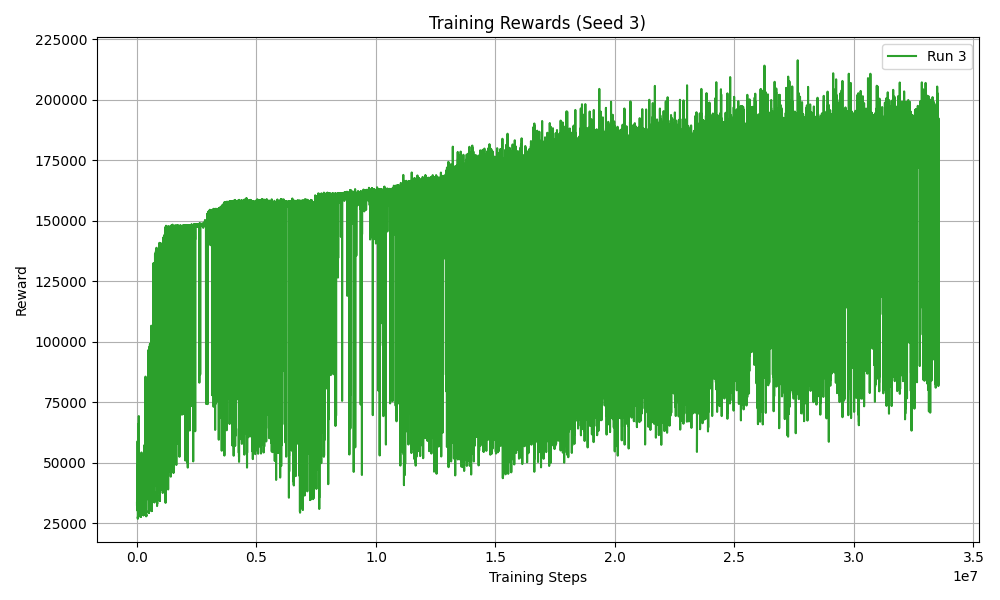 Training Rewards (Seed 3)
Run 3
Reward
225000
200000
175000
150000
125000
100000
75000
50000
25000
0.0 0.5 1.0 1.5 2.0 2.5 3.0 3.5
1e7
Training Steps